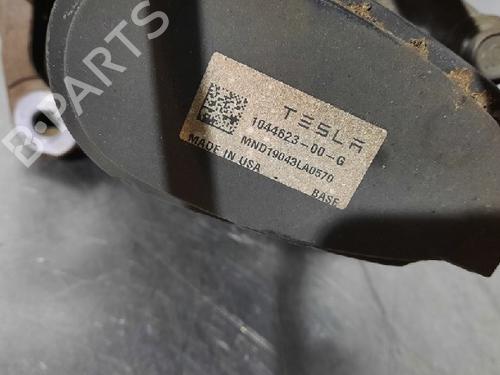 B-PARTS
TESLA
1044623-00-G
MND19043LA0570
MADE IN USA
BASE